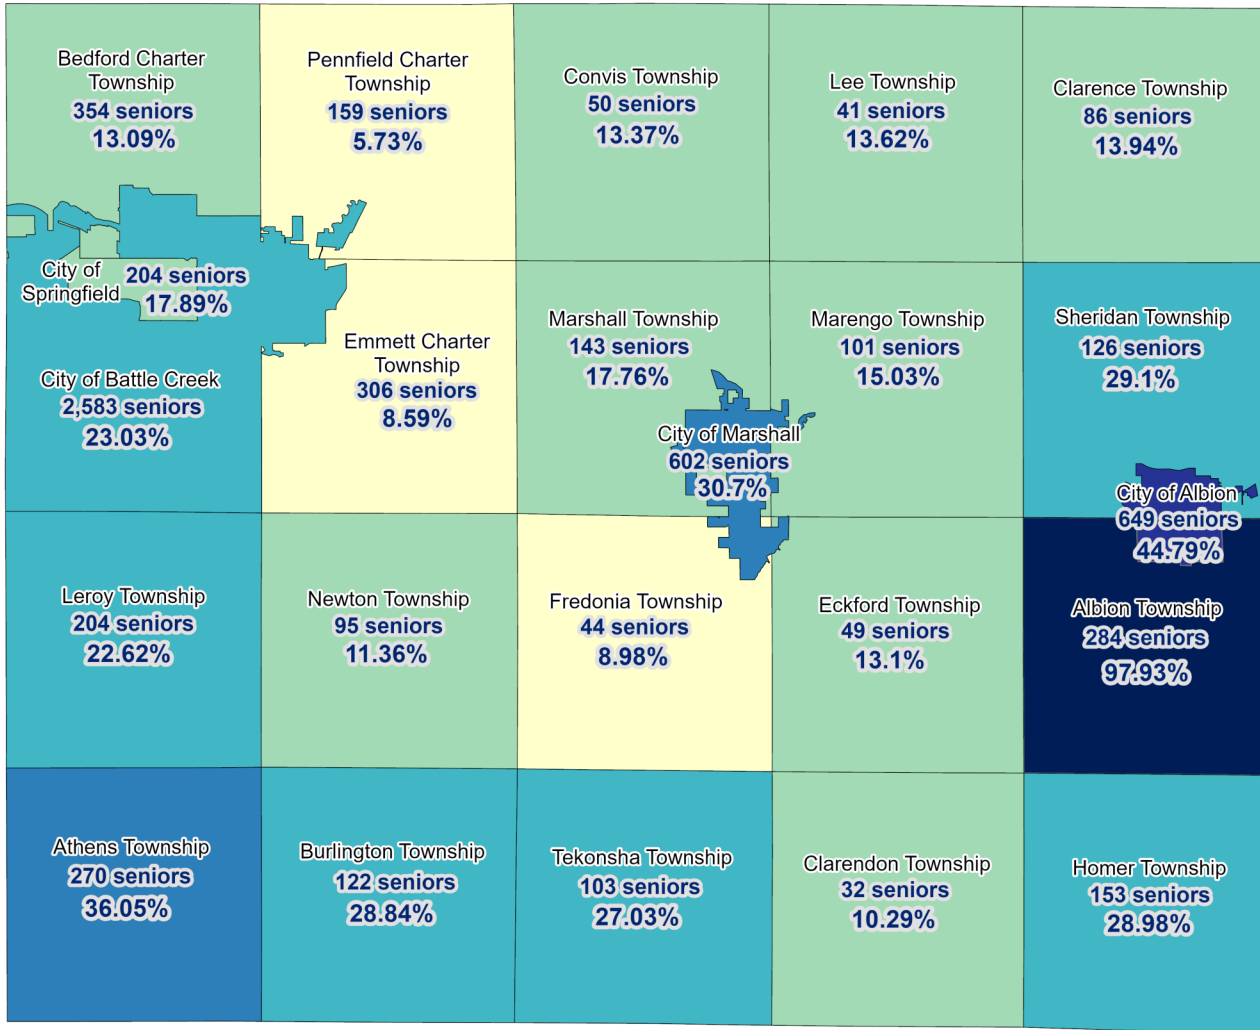 Bedford Charter
Township
354 seniors
13.09%
Pennfield Charter
Township
159 seniors
5.73%
Convis Township
50 seniors
13.37%
Lee Township
41 seniors
13.62%
Clarence Township
86 seniors
13.94%
City of
Springfield
204 seniors
17.89%
City of Battle Creek
2,583 seniors
23.03%
Emmett Charter
Township
306 seniors
8.59%
Marshall Township
143 seniors
17.76%
Marengo Township
101 seniors
15.03%
Sheridan Township
126 seniors
29.1%
City of Marshall
602 seniors
30.7%
City of Albion
649 seniors
44.79%
Leroy Township
204 seniors
22.62%
Newton Township
95 seniors
11.36%
Fredonia Township
44 seniors
8.98%
Eckford Township
49 seniors
13.1%
Albion Township
284 seniors
97.93%
Athens Township
270 seniors
36.05%
Burlington Township
122 seniors
28.84%
Tekonsha Township
103 seniors
27.03%
Clarendon Township
32 seniors
10.29%
Homer Township
153 seniors
28.98%